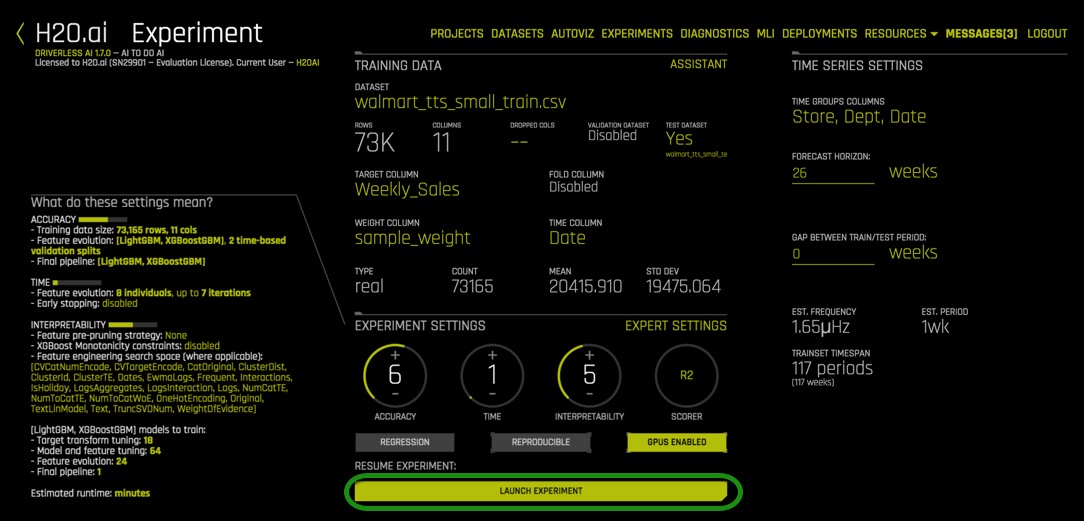 H2O.ai Experiment
DRIVERLESS AI 1.7.0 — AI TO DO AI
Licensed to H2O.ai (SN29901 — Evaluation License). Current User — H2OAI
PROJECTS DATASETS AUTOVIZ EXPERIMENTS DIAGNOSTICS MLI DEPLOYMENTS RESOURCES MESSAGES[3] LOGOUT
What do these settings mean?
ACCURACY
- Training data size: 73,165 rows, 11 cols
- Feature evolution: [LightGBM, XGBoostGBM], 2 time-based
validation splits
- Final pipeline: [LightGBM, XGBoostGBM]
TIME
- Feature evolution: 8 individuals, up to 7 iterations
- Early stopping: disabled
INTERPRETABILITY
- Feature pre-pruning strategy: None
- XGBoost Monotonicity constraints: disabled
- Feature engineering search space (where applicable):
[CVCatNumEncode, CVTargetEncode, CatOriginal, ClusterDist,
ClusterId, ClusterTE, Dates, EwmaLags, Frequent, Interactions,
IsHoliday, LagsAggregates, LagsInteraction, Lags, NumCatTE,
NumToCatTE, NumToCatWoE, OneHotEncoding, Original,
TextLinModel, Text, TruncSVDNum, WeightOfEvidence]
[LightGBM, XGBoostGBM] models to train:
- Target transform tuning: 18
- Model and feature tuning: 64
- Feature evolution: 24
- Final pipeline: 1
Estimated runtime: minutes
TRAINING DATA ASSISTANT
DATASET
walmart_tts_small_train.csv
ROWS COLUMNS DROPPED COLS VALIDATION DATASET TEST DATASET
73K 11 -- Disabled Yes
walmart_tts_small_te
TARGET COLUMN FOLD COLUMN
Weekly_Sales Disabled
WEIGHT COLUMN TIME COLUMN
sample_weight Date
TYPE COUNT MEAN STD DEV
real 73165 20415.910 19475.064
EXPERIMENT SETTINGS EXPERT SETTINGS
+ + +
6 1 5 R2
- - -
ACCURACY TIME INTERPRETABILITY SCORER
REGRESSION REPRODUCIBLE GPUS ENABLED
RESUME EXPERIMENT:
LAUNCH EXPERIMENT
TIME SERIES SETTINGS
TIME GROUPS COLUMNS
Store, Dept, Date
FORECAST HORIZON:
26 weeks
GAP BETWEEN TRAIN/TEST PERIOD:
0 weeks
EST. FREQUENCY EST. PERIOD
1.65µHz 1wk
TRAINSET TIMESPAN
117 periods
(117 weeks)